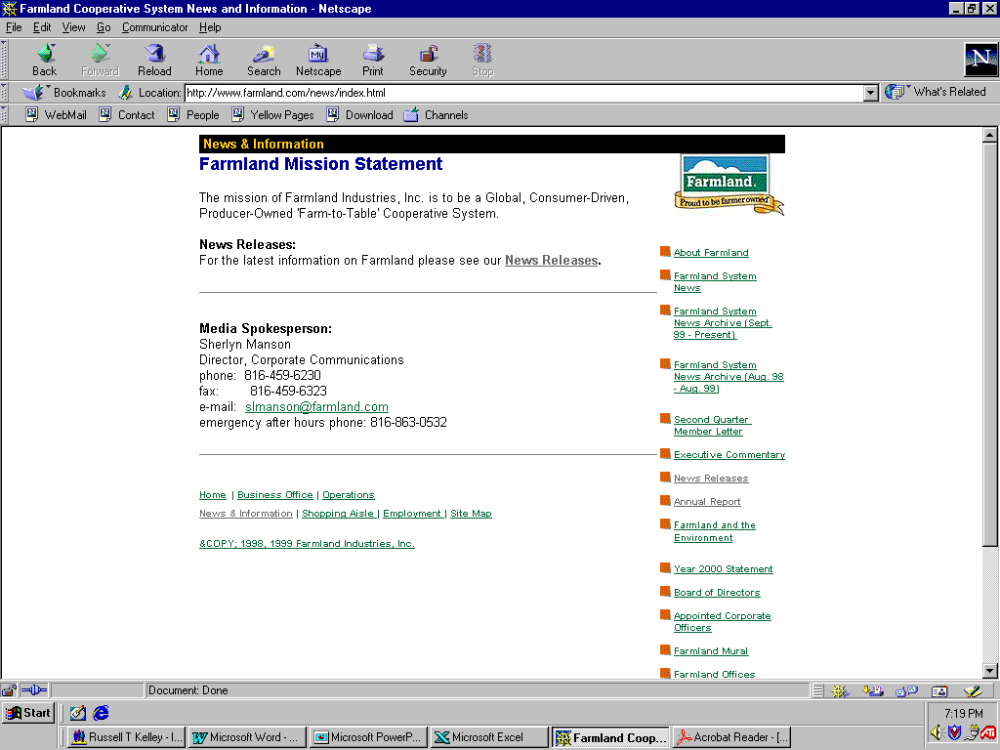 Farmland Cooperative System News and Information - Netscape
File Edit View Go Communicator Help
Back Forward Reload Home Search Netscape Print Security Stop
My
N
Bookmarks Location: http://www.farmland.com/news/index.html What's Related
WebMail Contact People Yellow Pages Download Channels
News & Information
Farmland Mission Statement
The mission of Farmland Industries, Inc. is to be a Global, Consumer-Driven,
Producer-Owned 'Farm-to-Table' Cooperative System.
News Releases:
For the latest information on Farmland please see our News Releases.
Media Spokesperson:
Sherlyn Manson
Director, Corporate Communications
phone: 816-459-6230
fax: 816-459-6323
e-mail: slmanson@farmland.com
emergency after hours phone: 816-863-0532
Home | Business Office | Operations
News & Information | Shopping Aisle | Employment | Site Map
&COPY; 1998, 1999 Farmland Industries, Inc.
Farmland.
Proud to be farmer owned
About Farmland
Farmland System
News
Farmland System
News Archive (Sept.
99 - Present)
Farmland System
News Archive (Aug. 98
- Aug. 99)
Second Quarter
Member Letter
Executive Commentary
News Releases
Annual Report
Farmland and the
Environment
Year 2000 Statement
Board of Directors
Appointed Corporate
Officers
Farmland Mural
Farmland Offices
Document: Done
Start
7:19 PM
Russell T Kelley - I... Microsoft Word - ... Microsoft PowerP... Microsoft Excel Farmland Coop... Acrobat Reader - [...